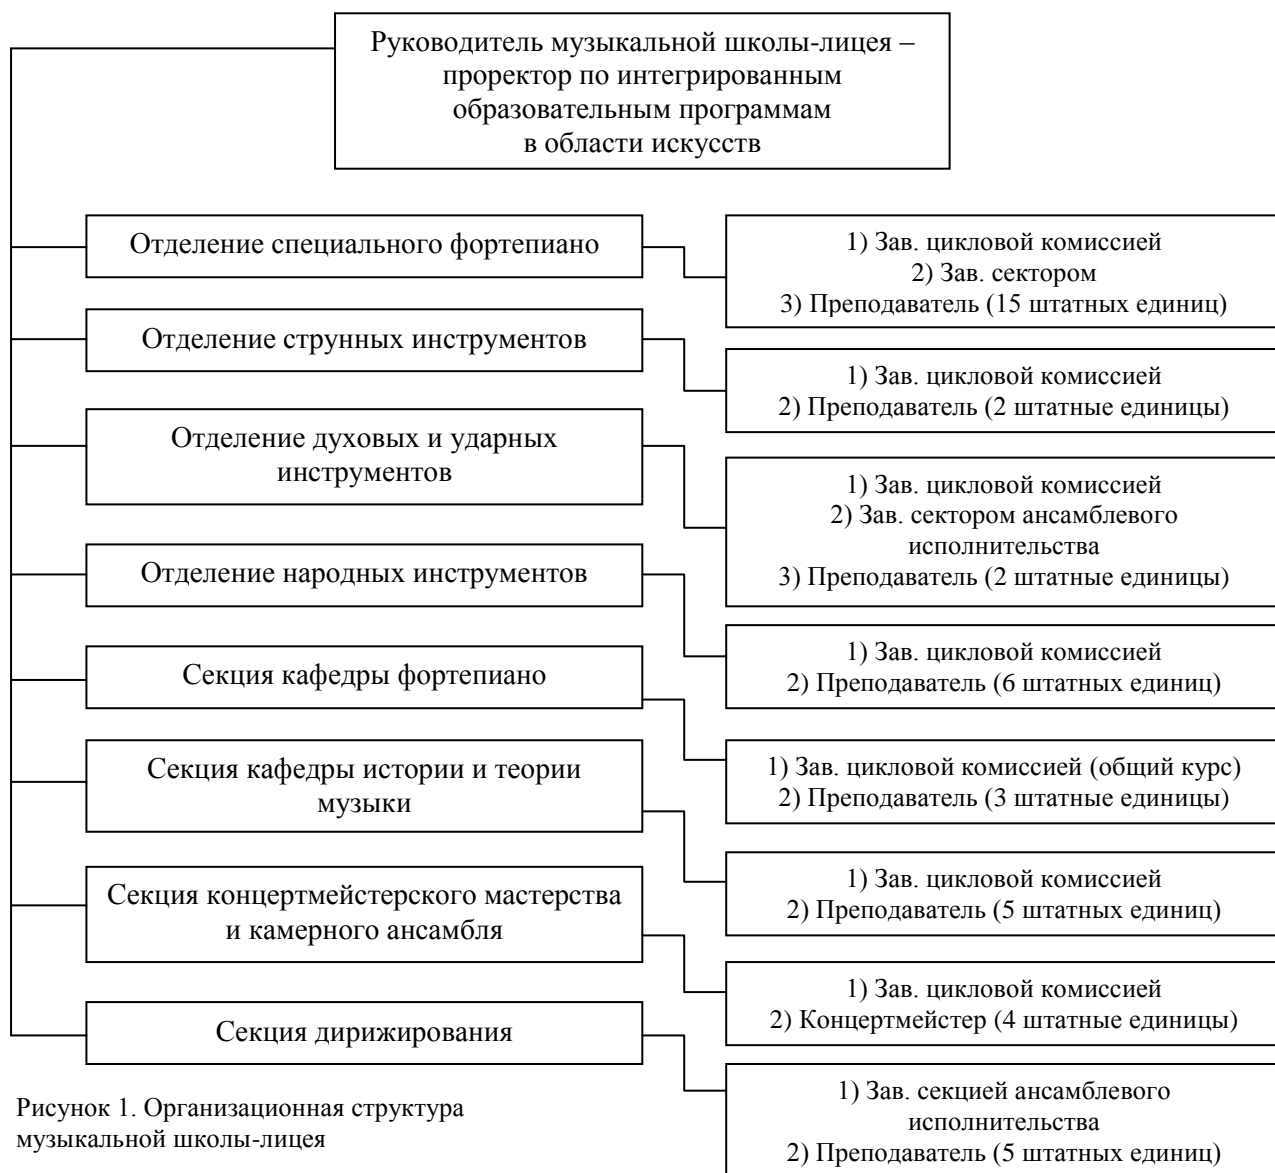 Руководитель музыкальной школы-лицея –
проректор по интегрированным
образовательным программам
в области искусств
Отделение специального фортепиано
1) Зав. цикловой комиссией
2) Зав. сектором
3) Преподаватель (15 штатных единиц)
Отделение струнных инструментов
1) Зав. цикловой комиссией
2) Преподаватель (2 штатные единицы)
Отделение духовых и ударных
инструментов
1) Зав. цикловой комиссией
2) Зав. сектором ансамблевого
исполнительства
3) Преподаватель (2 штатные единицы)
Отделение народных инструментов
1) Зав. цикловой комиссией
2) Преподаватель (6 штатных единиц)
Секция кафедры фортепиано
1) Зав. цикловой комиссией (общий курс)
2) Преподаватель (3 штатные единицы)
Секция кафедры истории и теории
музыки
1) Зав. цикловой комиссией
2) Преподаватель (5 штатных единиц)
Секция концертмейстерского мастерства
и камерного ансамбля
1) Зав. цикловой комиссией
2) Концертмейстер (4 штатные единицы)
Секция дирижирования
1) Зав. секцией ансамблевого
исполнительства
2) Преподаватель (5 штатных единиц)
Рисунок 1. Организационная структура
музыкальной школы-лицея